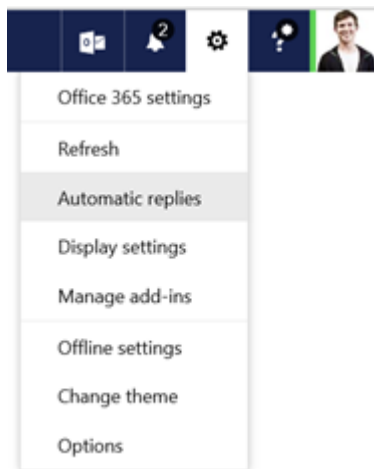 2
?
Office 365 settings
Refresh
Automatic replies
Display settings
Manage add-ins
Offline settings
Change theme
Options